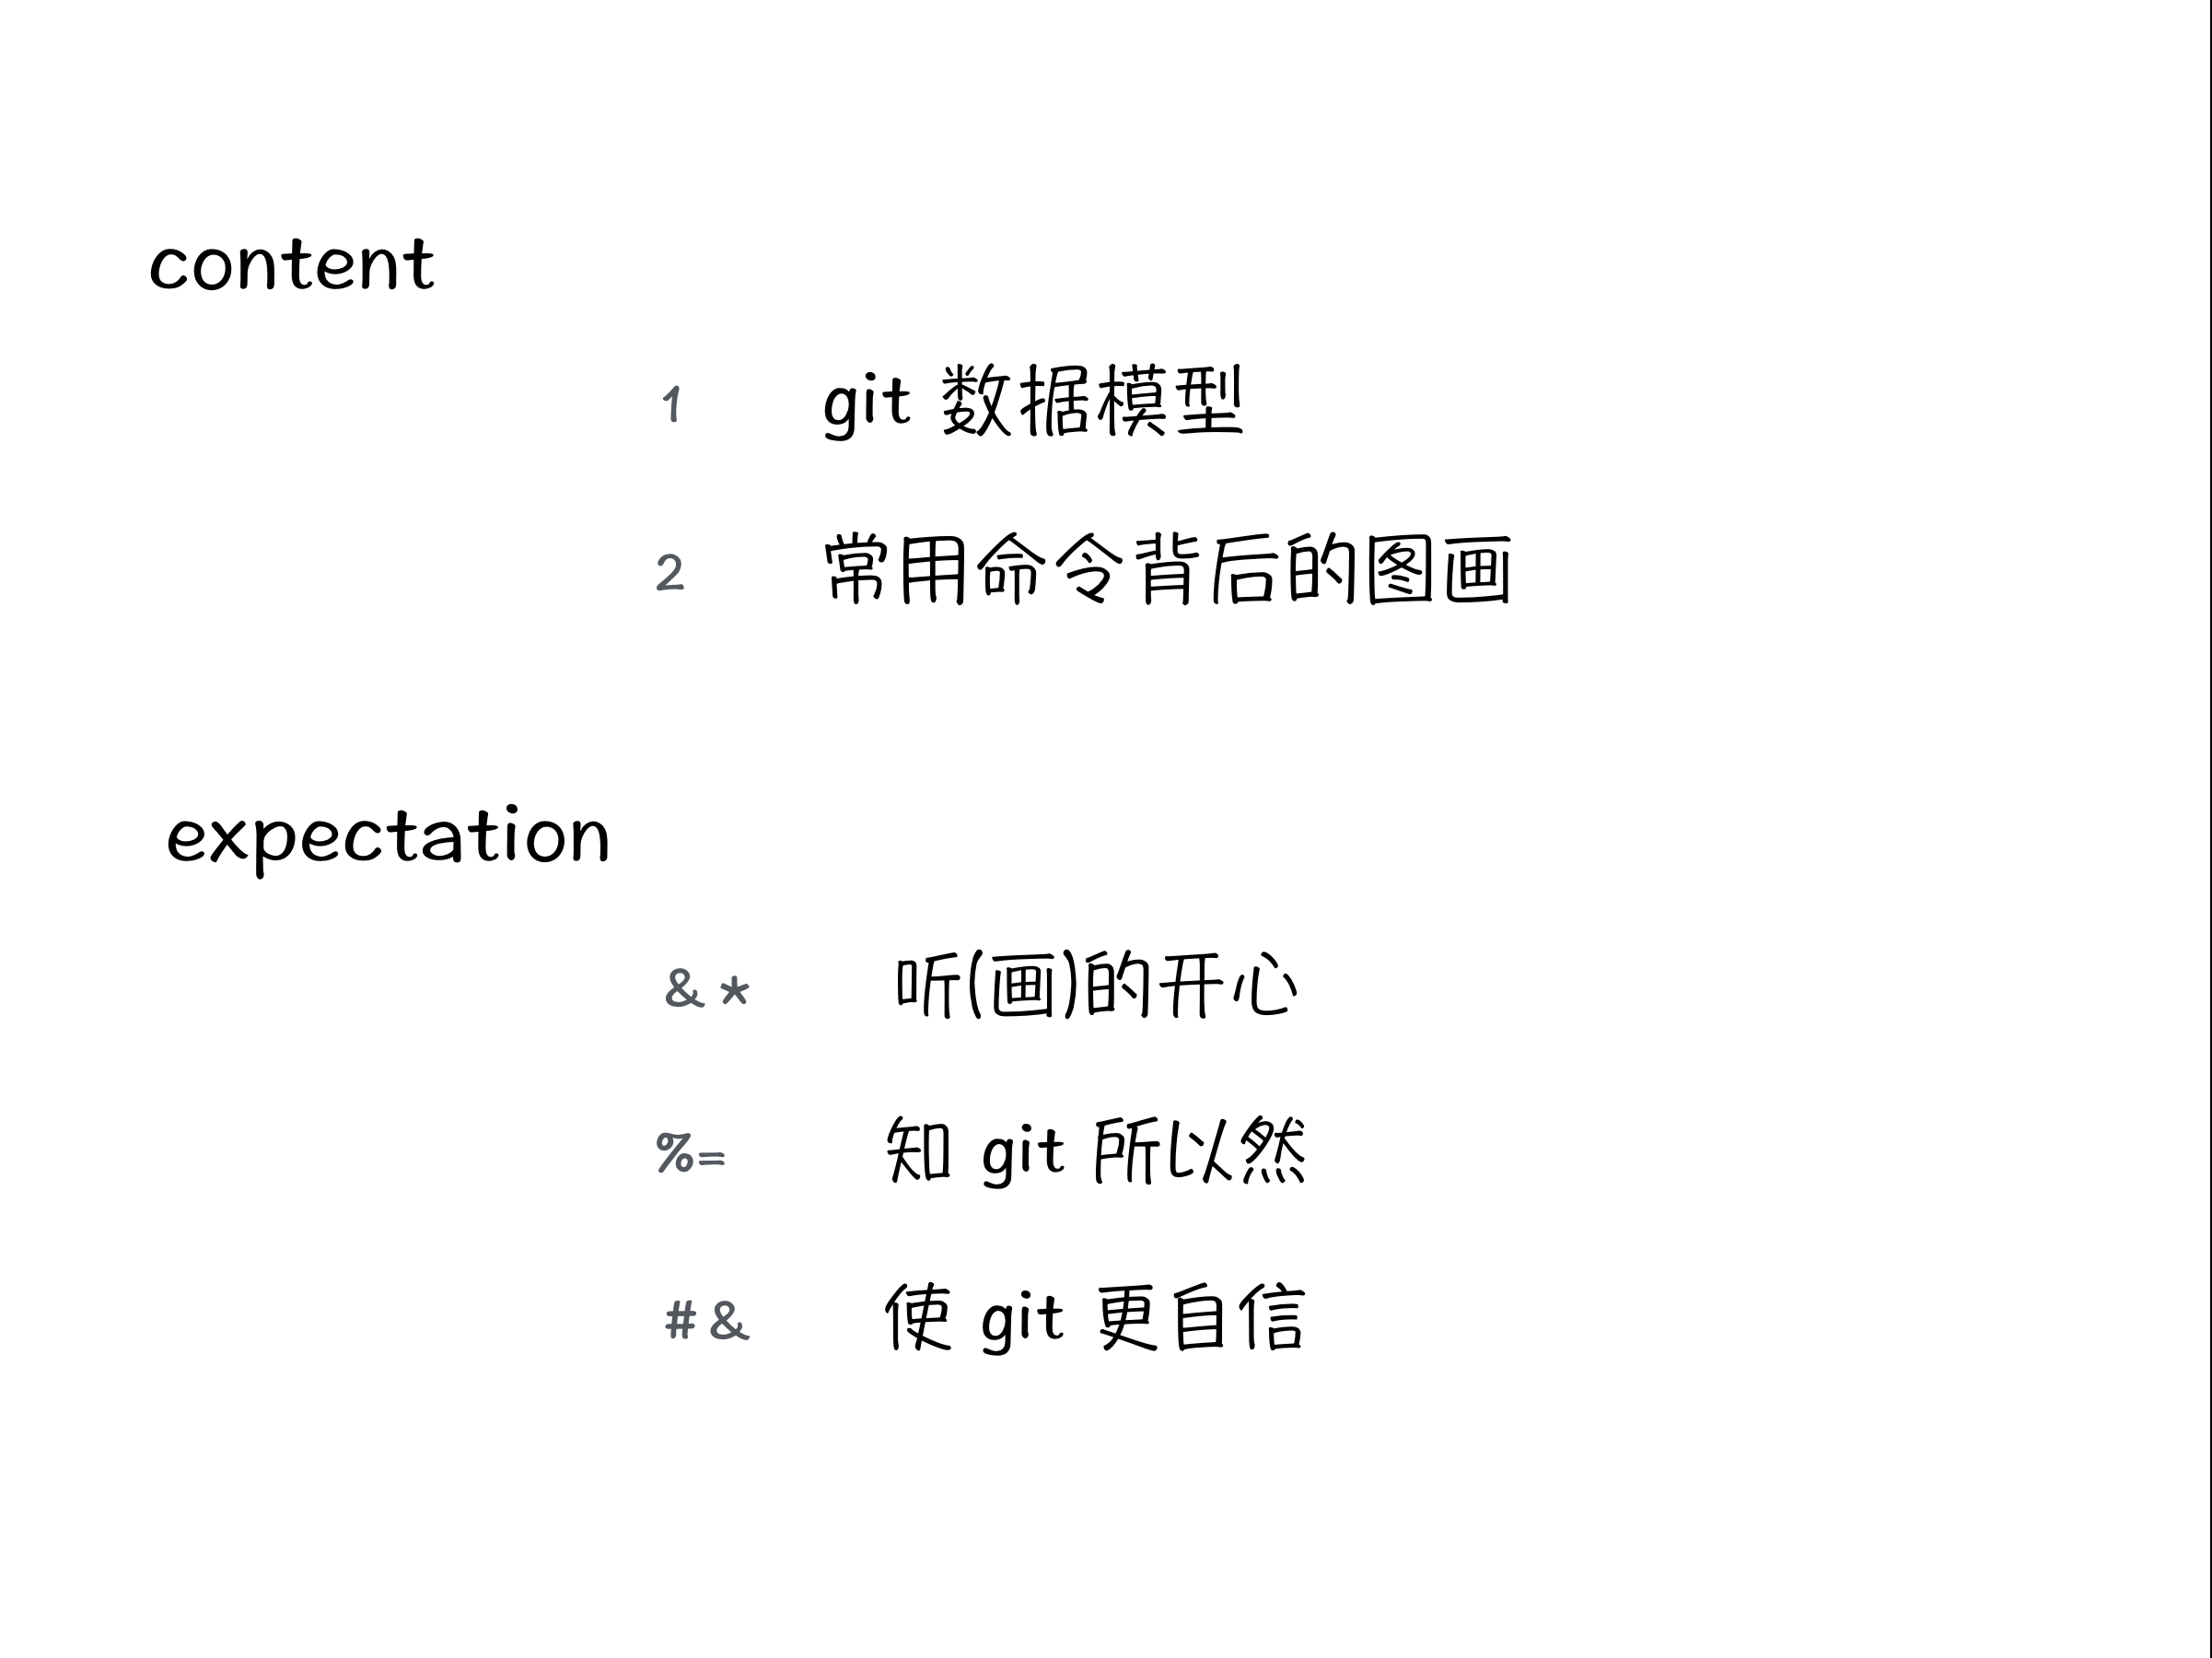 content
1 git 数据模型
2 常用命令背后的图画
expectation
&* 听(画)的开心
%= 知 git 所以然
#& 使 git 更自信